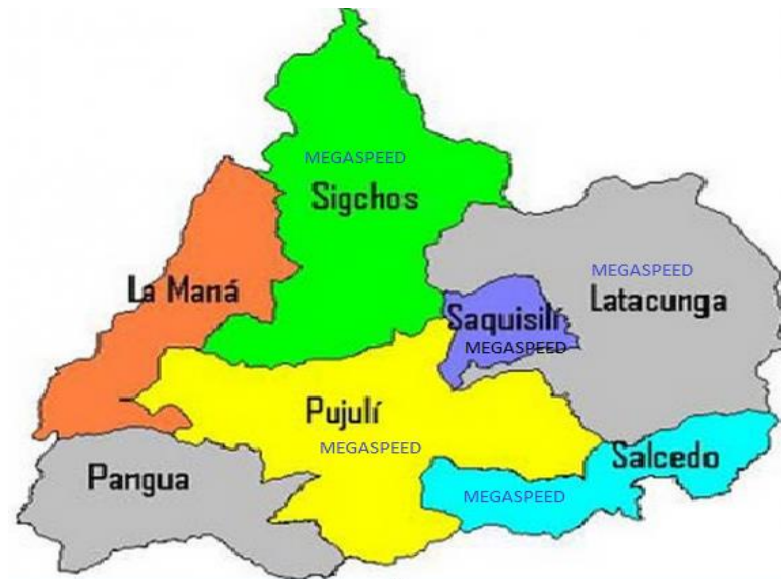 MEGASPEED
Sigchos
La Maná
MEGASPEED
Latacunga
Saquisilí
MEGASPEED
Pujulí
MEGASPEED
Salcedo
Pangua
MEGASPEED